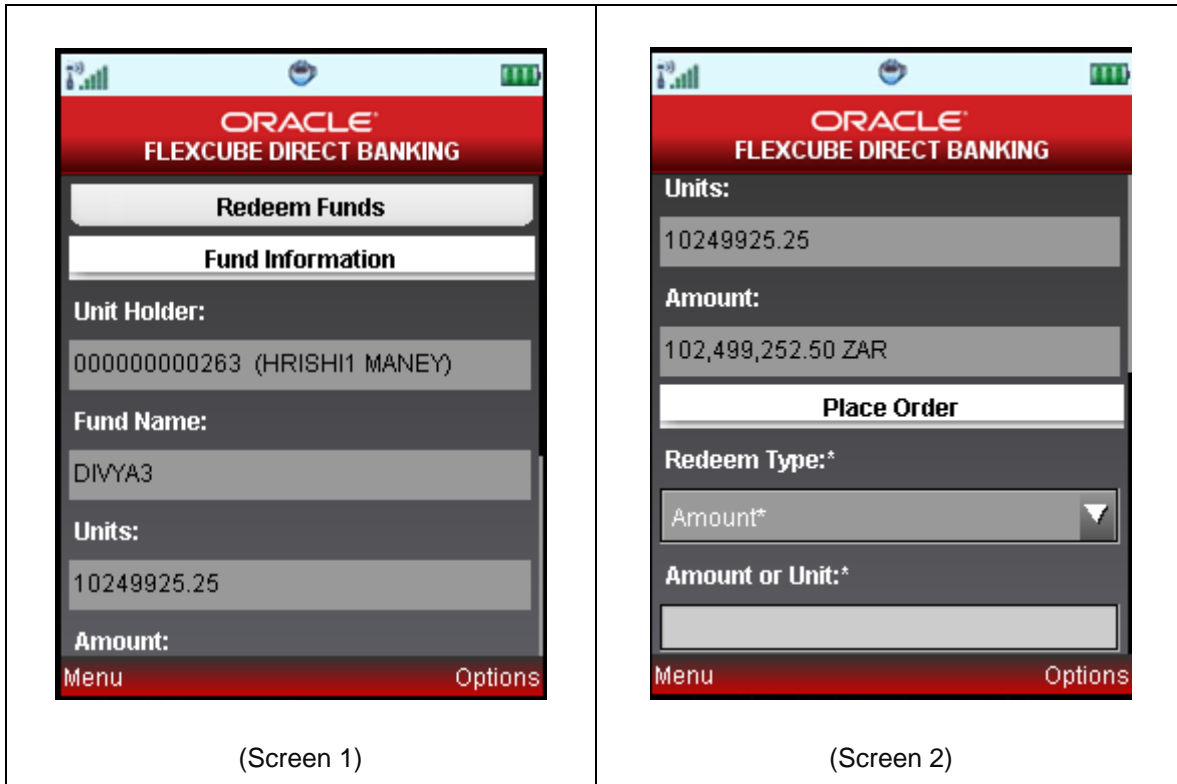 ORACLE
FLEXCUBE DIRECT BANKING
Redeem Funds
Fund Information
Unit Holder:
000000000263 (HRISHI1 MANEY)
Fund Name:
DIVYA3
Units:
10249925.25
Amount:
Menu Options
(Screen 1)
ORACLE
FLEXCUBE DIRECT BANKING
Units:
10249925.25
Amount:
102,499,252.50 ZAR
Place Order
Redeem Type:*
Amount*
Amount or Unit:*
Menu Options
(Screen 2)